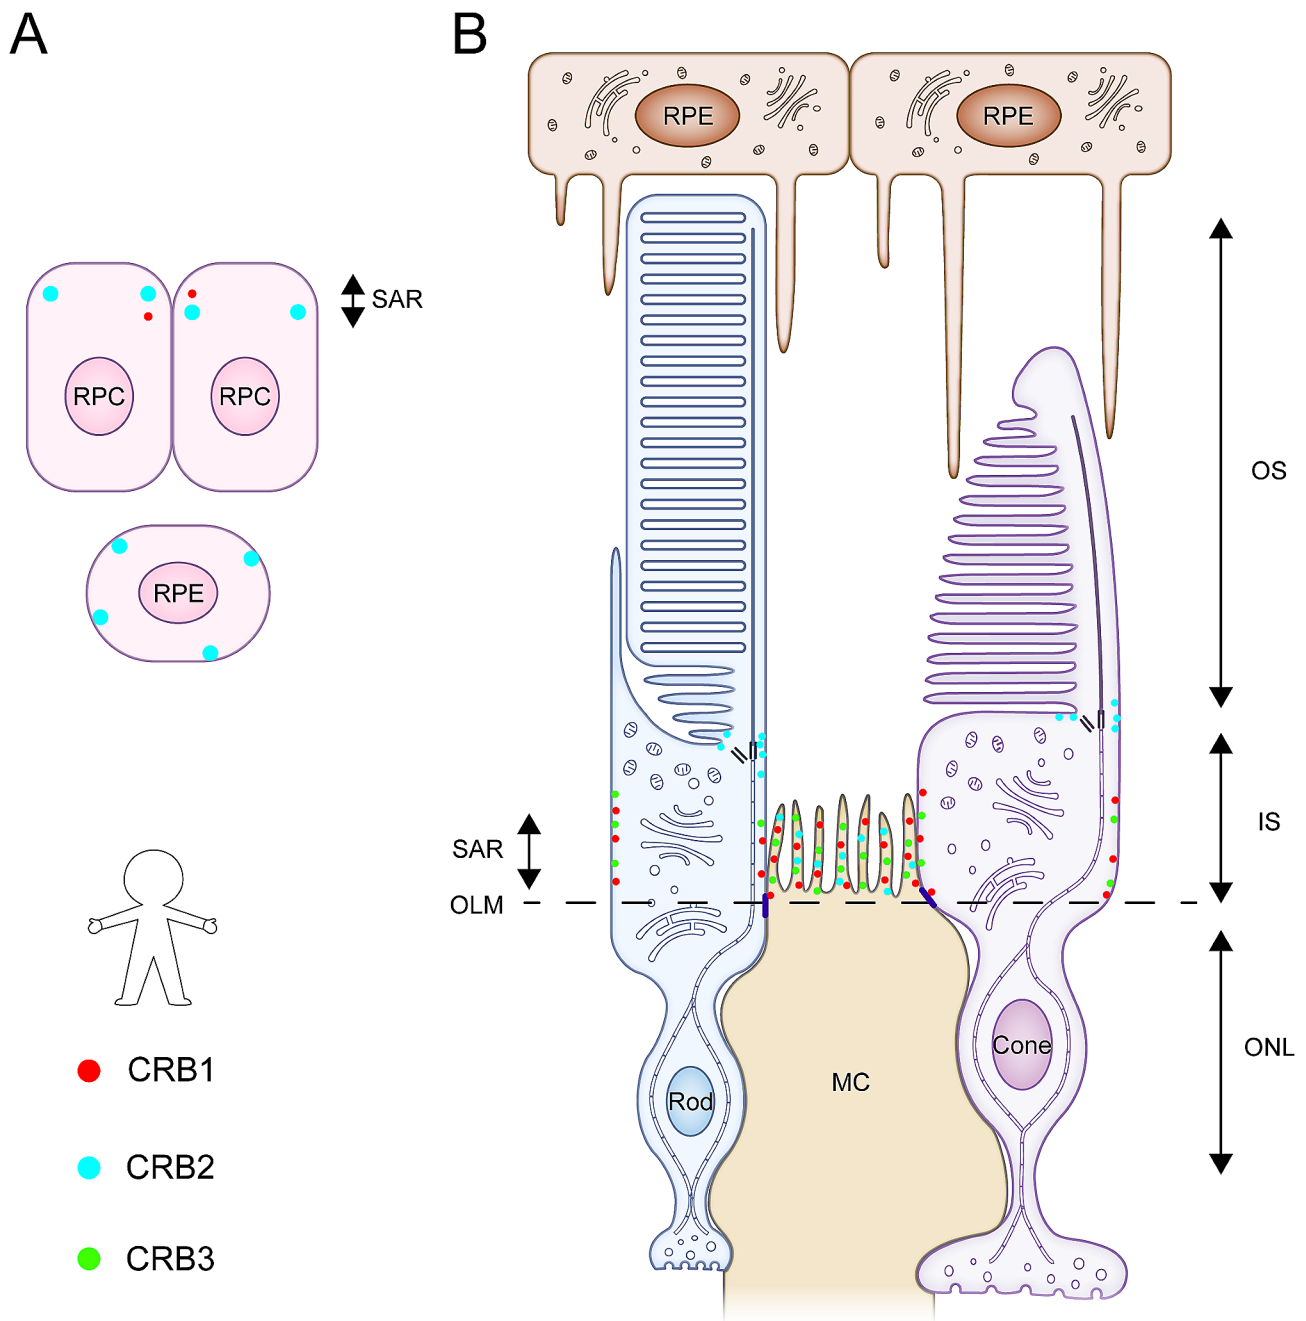 A
B
RPE
RPE
SAR
RPC
RPC
OS
RPE
IS
SAR
OLM
ONL
Cone
CRB1
MC
Rod
CRB2
CRB3